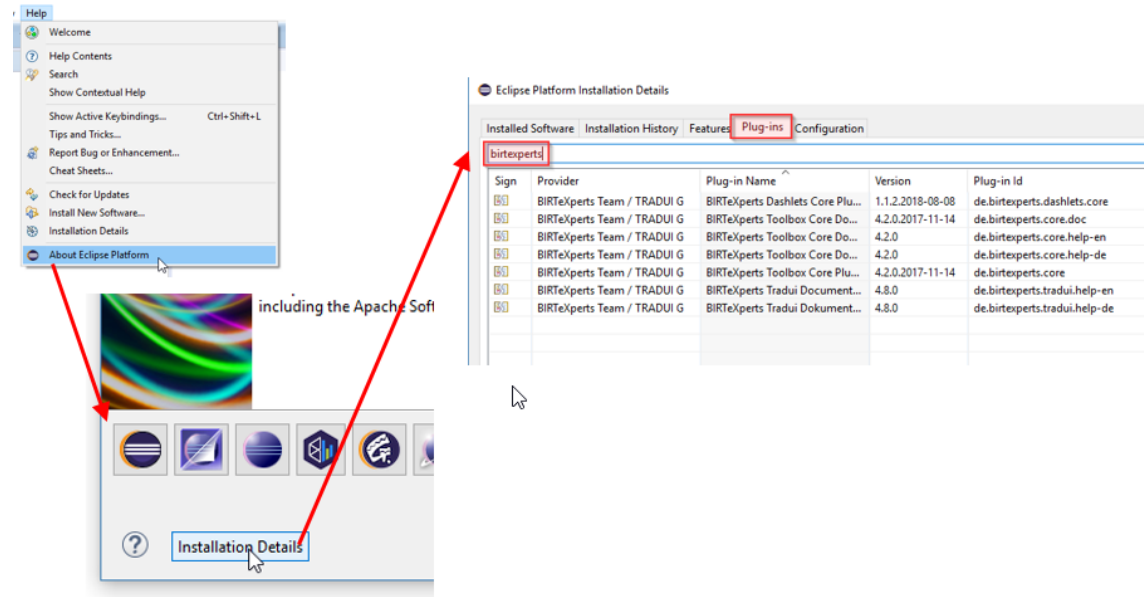 Help
Welcome
Help Contents
Search
Show Contextual Help
Show Active Keybindings... Ctrl+Shift+L
Tips and Tricks...
Report Bug or Enhancement...
Cheat Sheets...
Check for Updates
Install New Software...
Installation Details
About Eclipse Platform
including the Apache Soft
Installation Details
Eclipse Platform Installation Details
Installed Software Installation History Features Plug-ins Configuration
birtexperts
Sign Provider Plug-in Name Version Plug-in Id
BIRTeXperts Team / TRADUI G BIRTeXperts Dashlets Core Plu... 1.1.2.2018-08-08 de.birtexperts.dashlets.core
BIRTeXperts Team / TRADUI G BIRTeXperts Toolbox Core Do... 4.2.0.2017-11-14 de.birtexperts.core.doc
BIRTeXperts Team / TRADUI G BIRTeXperts Toolbox Core Do... 4.2.0 de.birtexperts.core.help-en
BIRTeXperts Team / TRADUI G BIRTeXperts Toolbox Core Do... 4.2.0 de.birtexperts.core.help-de
BIRTeXperts Team / TRADUI G BIRTeXperts Toolbox Core Plu... 4.2.0.2017-11-14 de.birtexperts.core
BIRTeXperts Team / TRADUI G BIRTeXperts Tradui Document... 4.8.0 de.birtexperts.tradui.help-en
BIRTeXperts Team / TRADUI G BIRTeXperts Tradui Dokument... 4.8.0 de.birtexperts.tradui.help-de